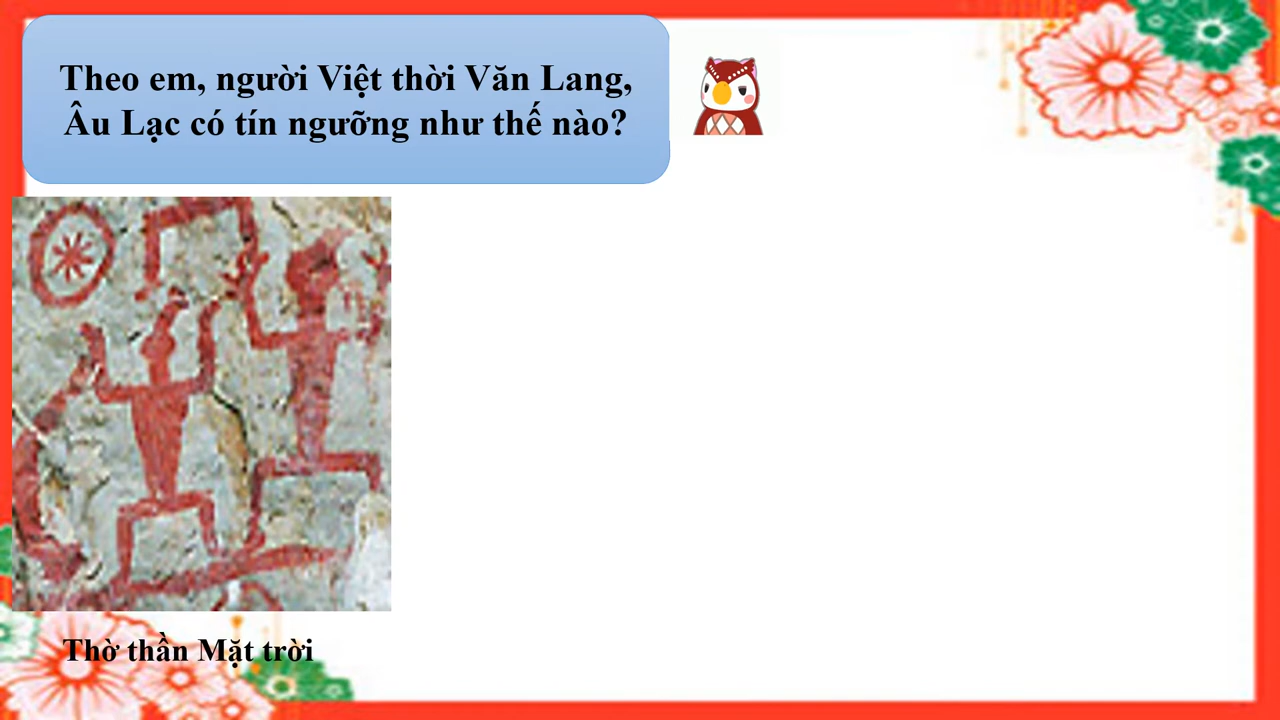 Theo em, người Việt thời Văn Lang,
Âu Lạc có tín ngưỡng như thế nào?
Thờ thần Mặt trời